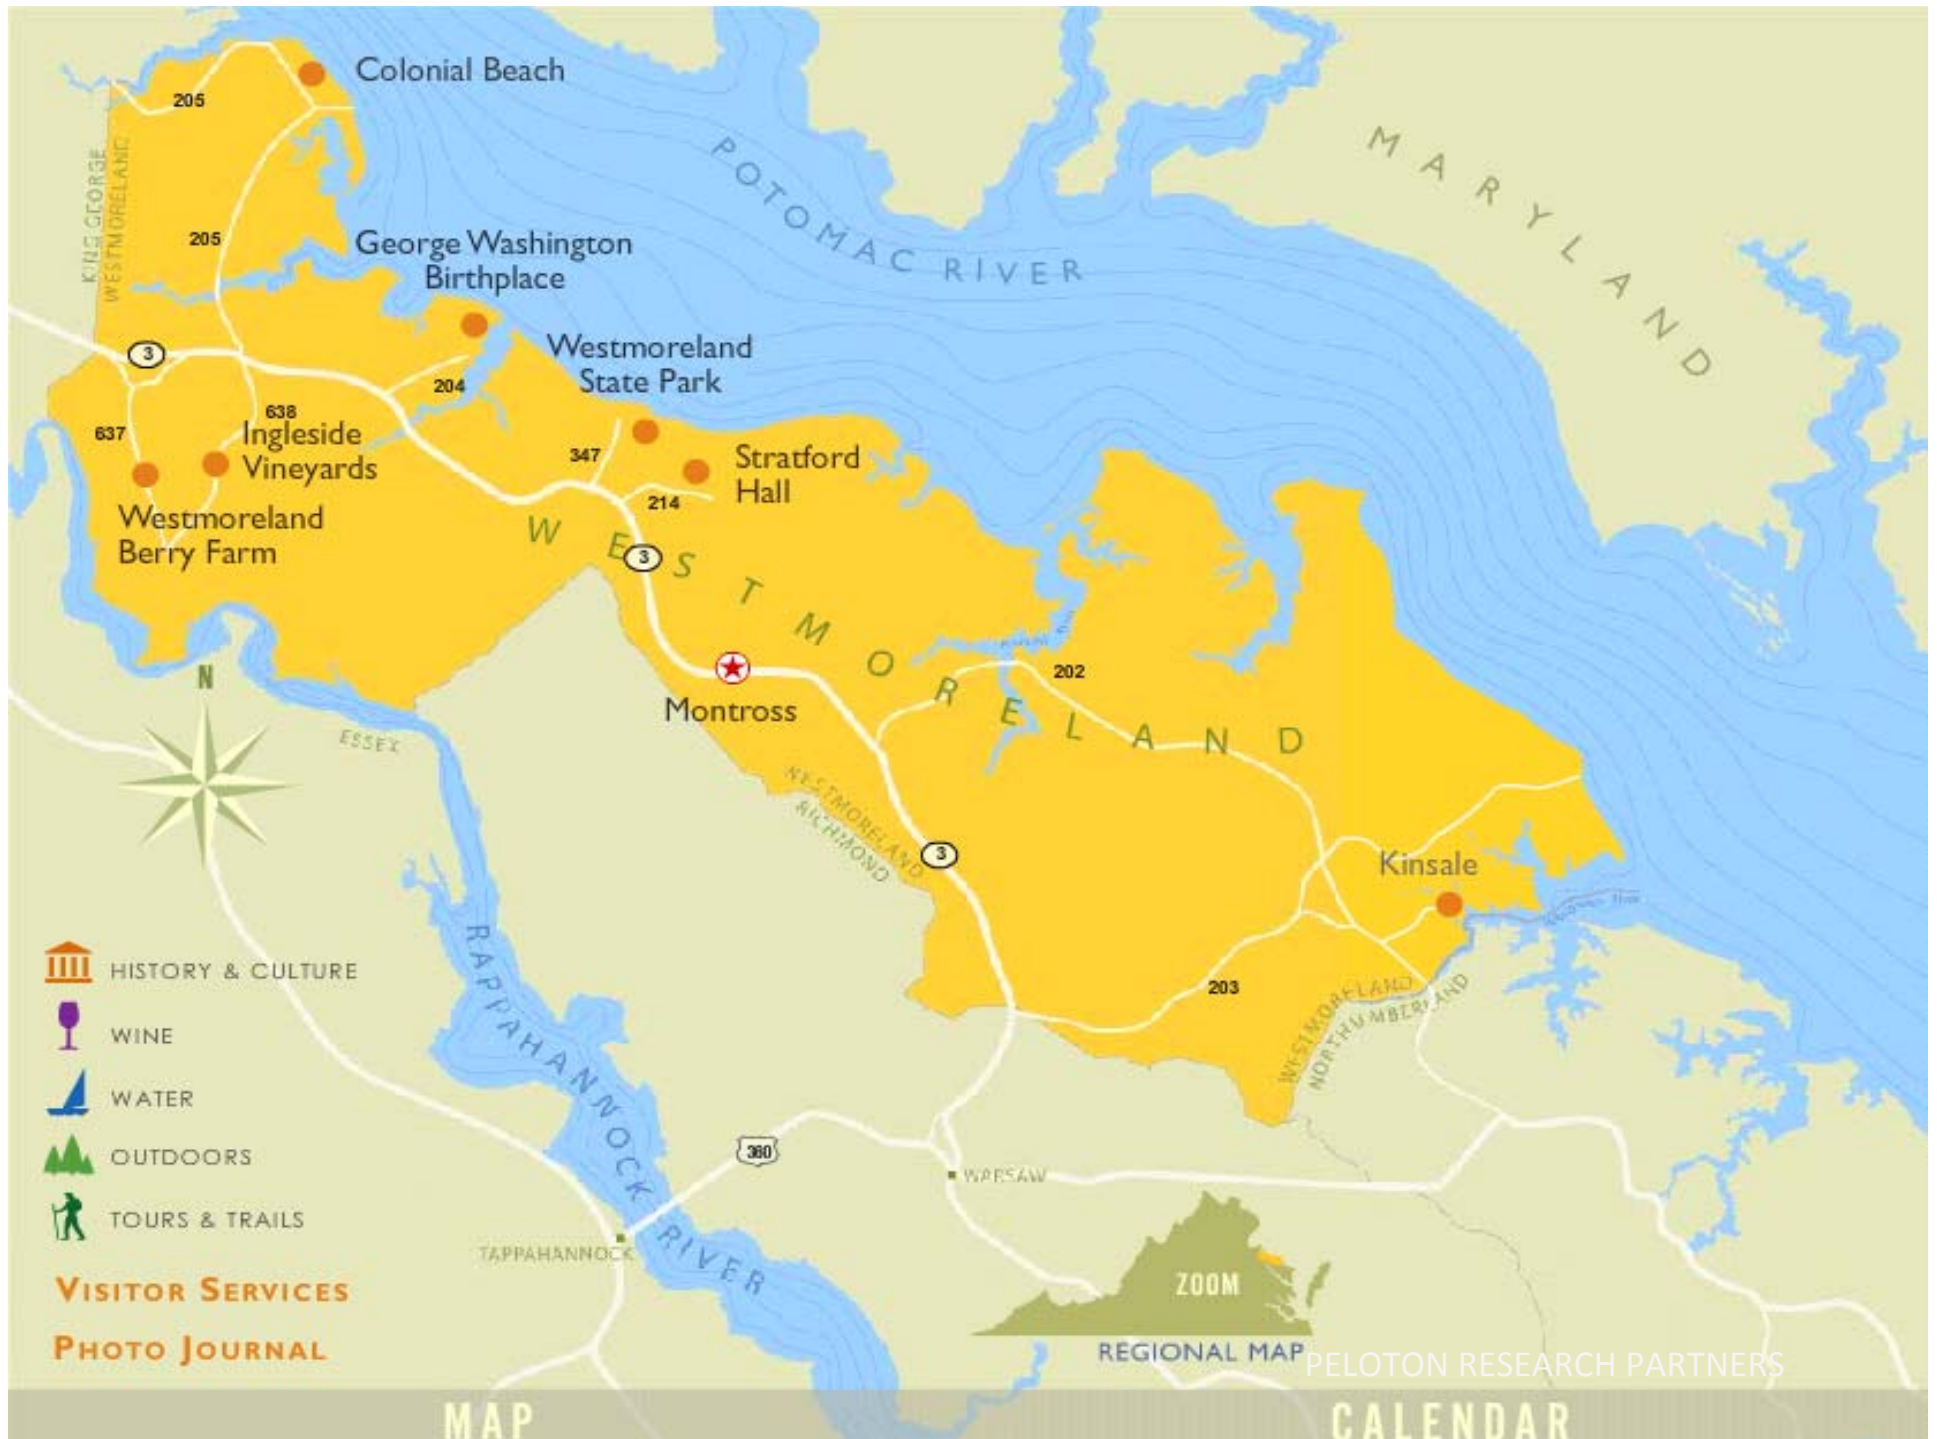 Colonial Beach
205
MARYLAND
POTOMAC RIVER
KING GEORGE
WESTMORELAND
205
George Washington
Birthplace
Westmoreland
State Park
3
204
638
637
Ingleside
Vineyards
347
Stratford
Hall
214
Westmoreland
Berry Farm
WESTMORELAND
3
202
N
Montross
ESSEX
WESTMORELAND
RICHMOND
3
Kinsale
RAPPAHANNOCK RIVER
HISTORY & CULTURE
203
WESTMORELAND
NORTHUMBERLAND
WINE
WATER
OUTDOORS
360
WARSAW
TOURS & TRAILS
TAPPAHANNOCK
VISITOR SERVICES
ZOOM
PHOTO JOURNAL
REGIONAL MAP
PELOTON RESEARCH PARTNERS
MAP
CALENDAR